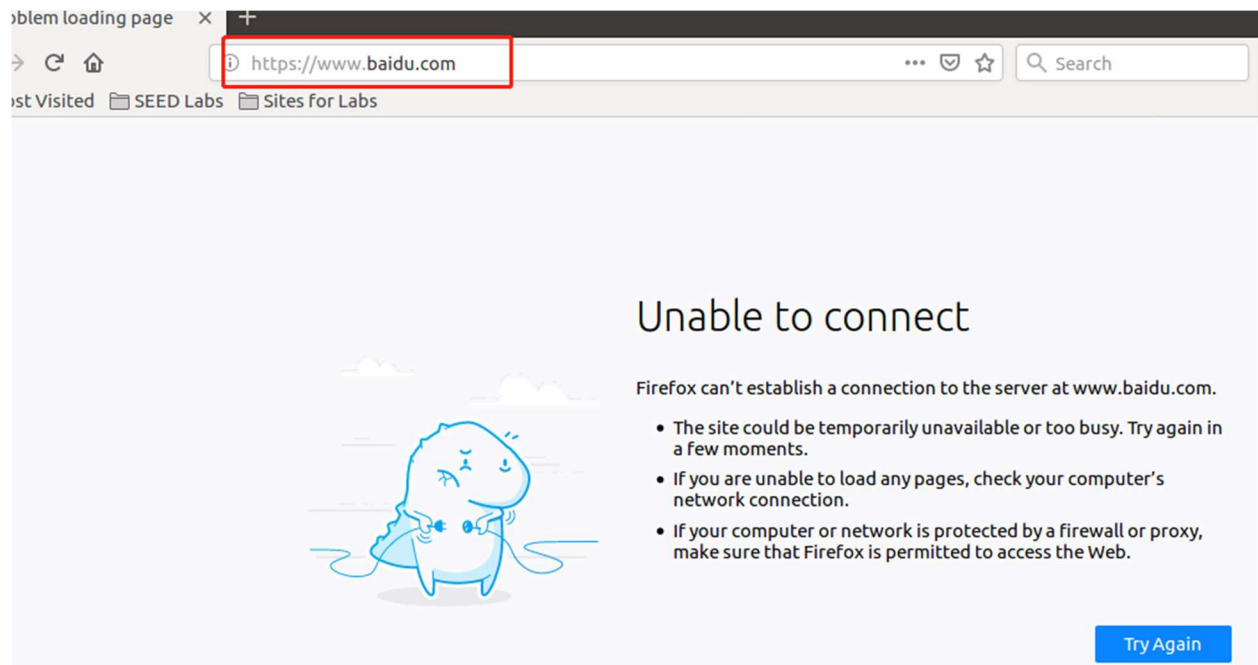 oblem loading page
https://www.baidu.com
Search
ost Visited SEED Labs Sites for Labs
Unable to connect
Firefox can’t establish a connection to the server at www.baidu.com.
• The site could be temporarily unavailable or too busy. Try again in
a few moments.
• If you are unable to load any pages, check your computer’s
network connection.
• If your computer or network is protected by a firewall or proxy,
make sure that Firefox is permitted to access the Web.
Try Again